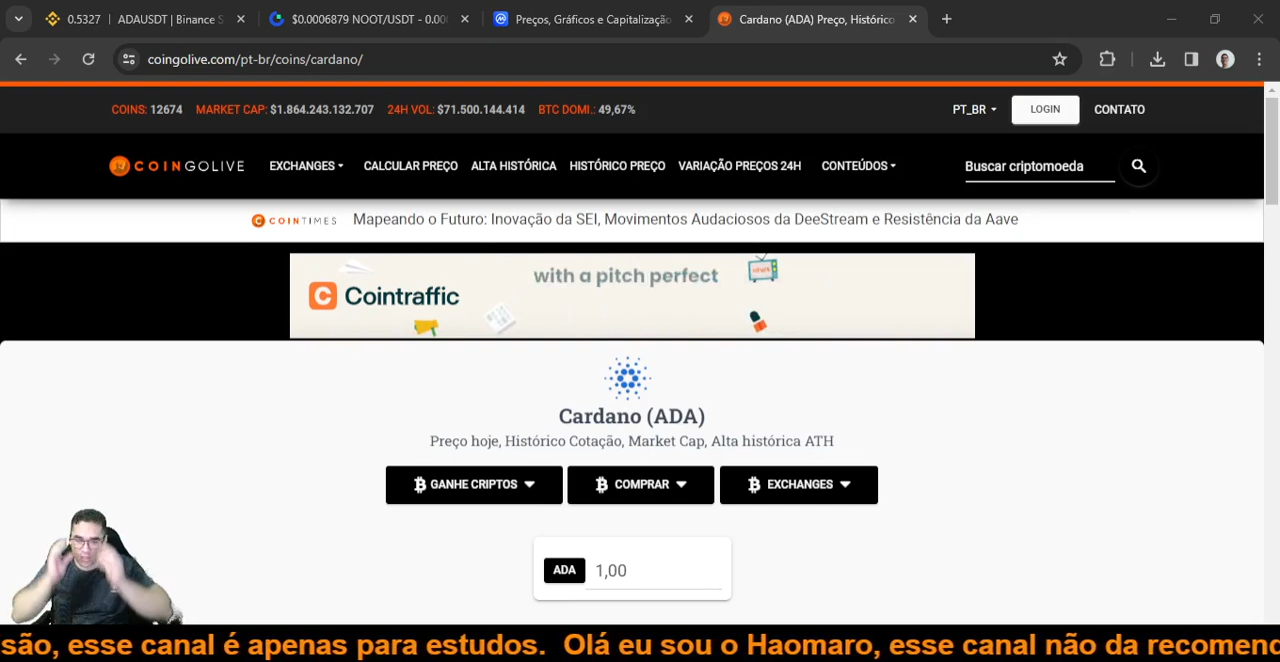 0.5327 | ADAUSDT | Binance S
$0.0006879 NOOT/USDT - 0.00
Preços, Gráficos e Capitalização
Cardano (ADA) Preço, Histórico
coingolive.com/pt-br/coins/cardano/
COINS: 12674 MARKET CAP: $1.864.243.132.707 24H VOL: $71.500.144.414 BTC DOMI.: 49,67%
PT_BR LOGIN CONTATO
COINGOLIVE EXCHANGES CALCULAR PREÇO ALTA HISTÓRICA HISTÓRICO PREÇO VARIAÇÃO PREÇOS 24H CONTEÚDOS Buscar criptomoeda
COINTIMES Mapeando o Futuro: Inovação da SEI, Movimentos Audaciosos da DeeStream e Resistência da Aave
with a pitch perfect
Cointraffic
Cardano (ADA)
Preço hoje, Histórico Cotação, Market Cap, Alta histórica ATH
GANHE CRIPTOS COMPRAR EXCHANGES
ADA 1,00
são, esse canal é apenas para estudos. Olá eu sou o Haomaro, esse canal não da recomend